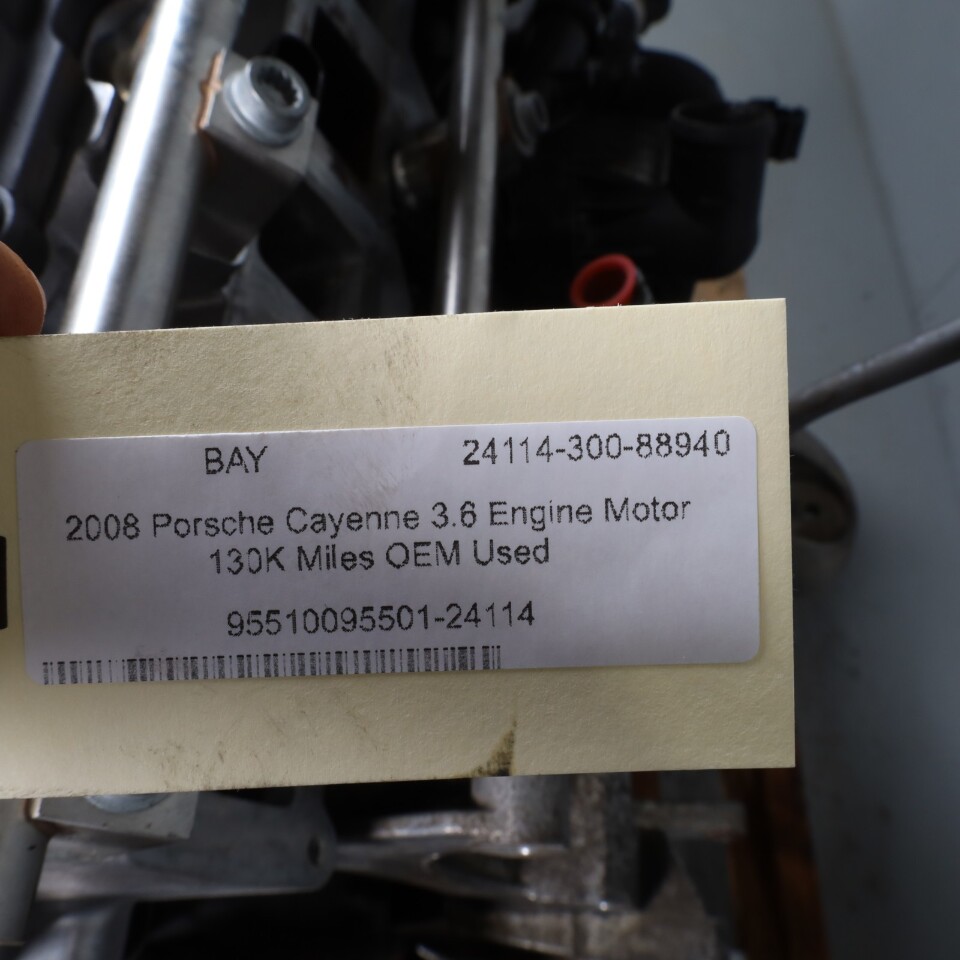 BAY 24114-300-88940
2008 Porsche Cayenne 3.6 Engine Motor
130K Miles OEM Used
95510095501-24114